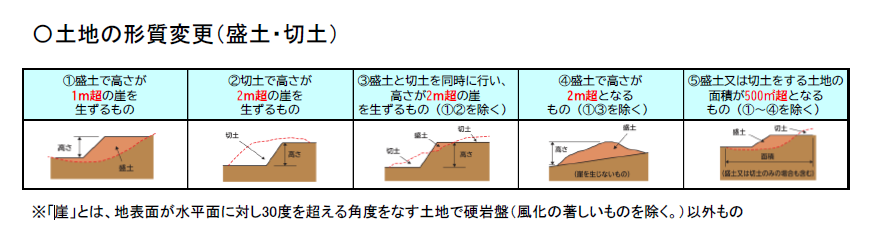 〇土地の形質変更（盛土・切土）
①盛土で高さが
1ｍ超の崖を
生ずるもの
②切土で高さが
2ｍ超の崖を
生ずるもの
③盛土と切土を同時に行い、
高さが2ｍ超の崖
を生ずるもの（①②を除く）
④盛土で高さが
2ｍ超となる
もの（①③を除く）
⑤盛土又は切土をする土地の
面積が500㎡超となる
もの（①～④を除く）
高さ
盛土
切土
高さ
盛土
切土
高さ
盛土
高さ
(崖を生じないもの)
盛土
切土
面積
(盛土又は切土のみの場合も含む)
※「崖」とは、地表面が水平面に対し30度を超える角度をなす土地で硬岩盤（風化の著しいものを除く。）以外もの